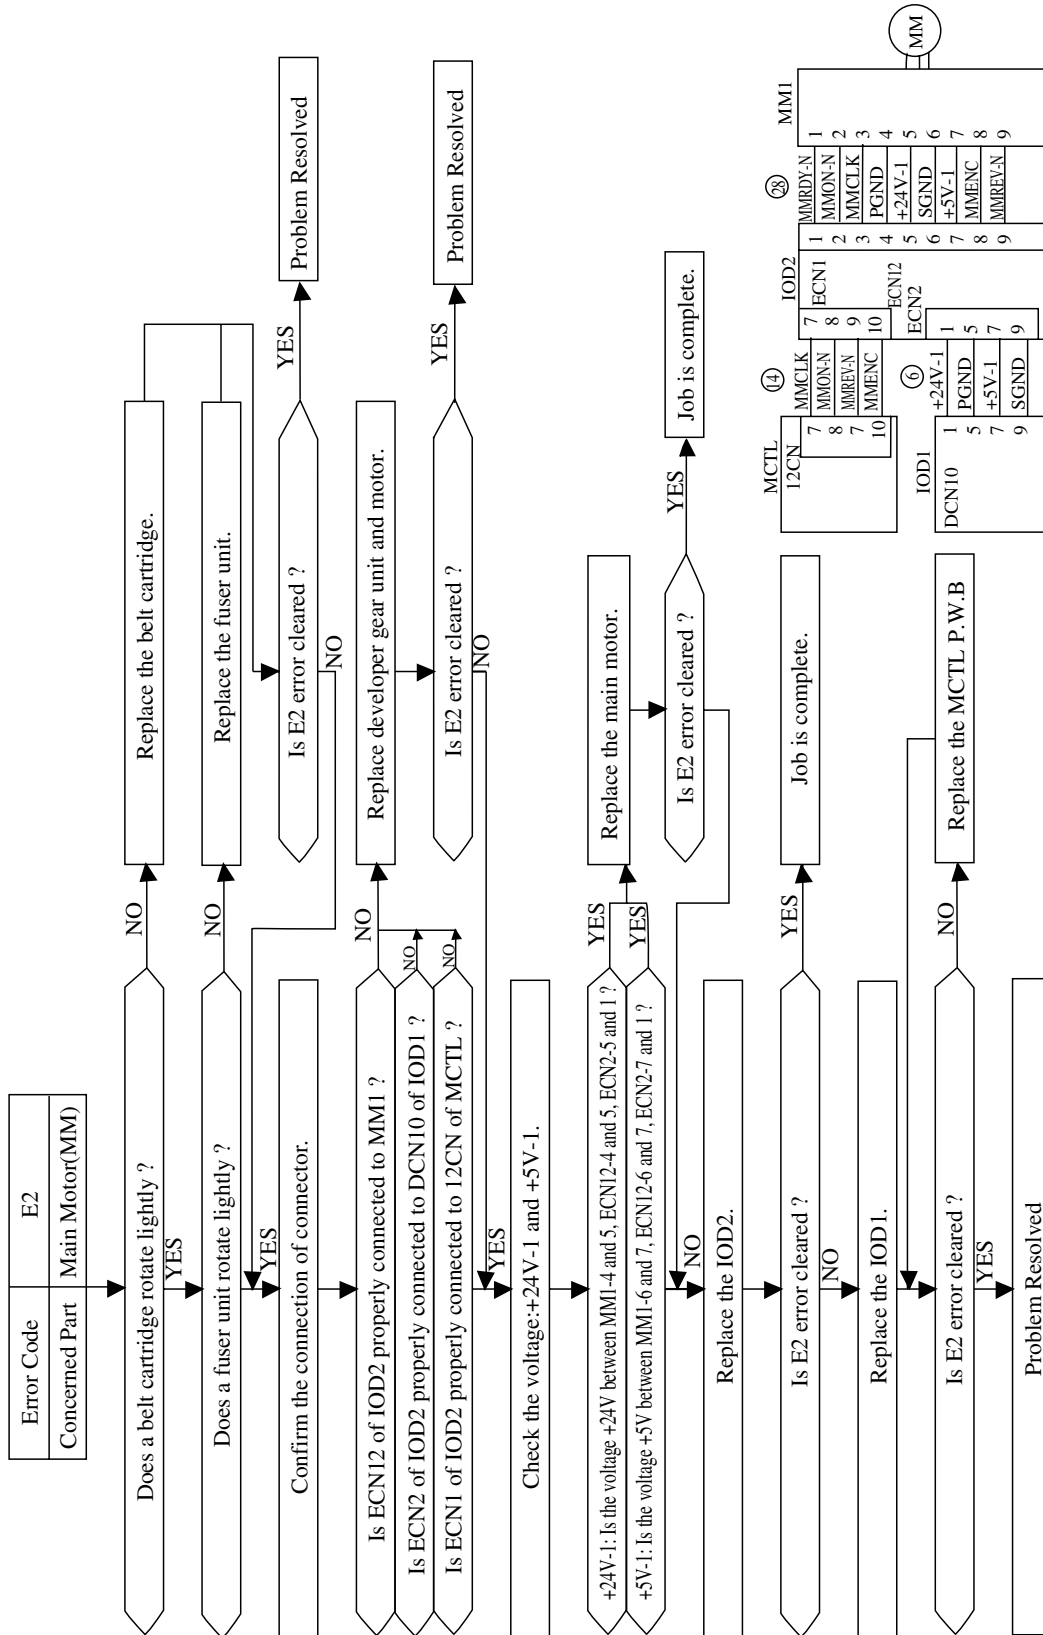 Error Code E2
Concerned Part Main Motor(MM)
Does a belt cartridge rotate lightly ?
NO
Replace the belt cartridge.
YES
Does a fuser unit rotate lightly ?
NO
Replace the fuser unit.
YES
Is E2 error cleared ?
YES
Problem Resolved
NO
Confirm the connection of connector.
Is ECN12 of IOD2 properly connected to MM1 ?
NO
Replace developer gear unit and motor.
Is ECN2 of IOD2 properly connected to DCN10 of IOD1 ?
NO
Is ECN1 of IOD2 properly connected to 12CN of MCTL ?
NO
Is E2 error cleared ?
YES
Problem Resolved
NO
YES
Check the voltage:+24V-1 and +5V-1.
+24V-1: Is the voltage +24V between MM1-4 and 5, ECN12-4 and 5, ECN2-5 and 1 ?
YES
Replace the main motor.
+5V-1: Is the voltage +5V between MM1-6 and 7, ECN12-6 and 7, ECN2-7 and 1 ?
YES
Is E2 error cleared ?
YES
Job is complete.
NO
Replace the IOD2.
Is E2 error cleared ?
YES
Job is complete.
NO
Replace the IOD1.
Is E2 error cleared ?
NO
Replace the MCTL P.W.B
YES
Problem Resolved
MCTL
12CN
7
8
7
10
14
MMCLK
MMON-N
MMREV-N
MMENC
IOD2
7
8
9
10
ECN1
ECN12
ECN2
IOD1
DCN10
1
5
7
9
6
+24V-1
PGND
+5V-1
SGND
1
5
7
9
1
2
3
4
5
6
7
8
9
28
MMRDY-N
MMON-N
MMCLK
PGND
+24V-1
SGND
+5V-1
MMENC
MMREV-N
MM1
1
2
3
4
5
6
7
8
9
MM